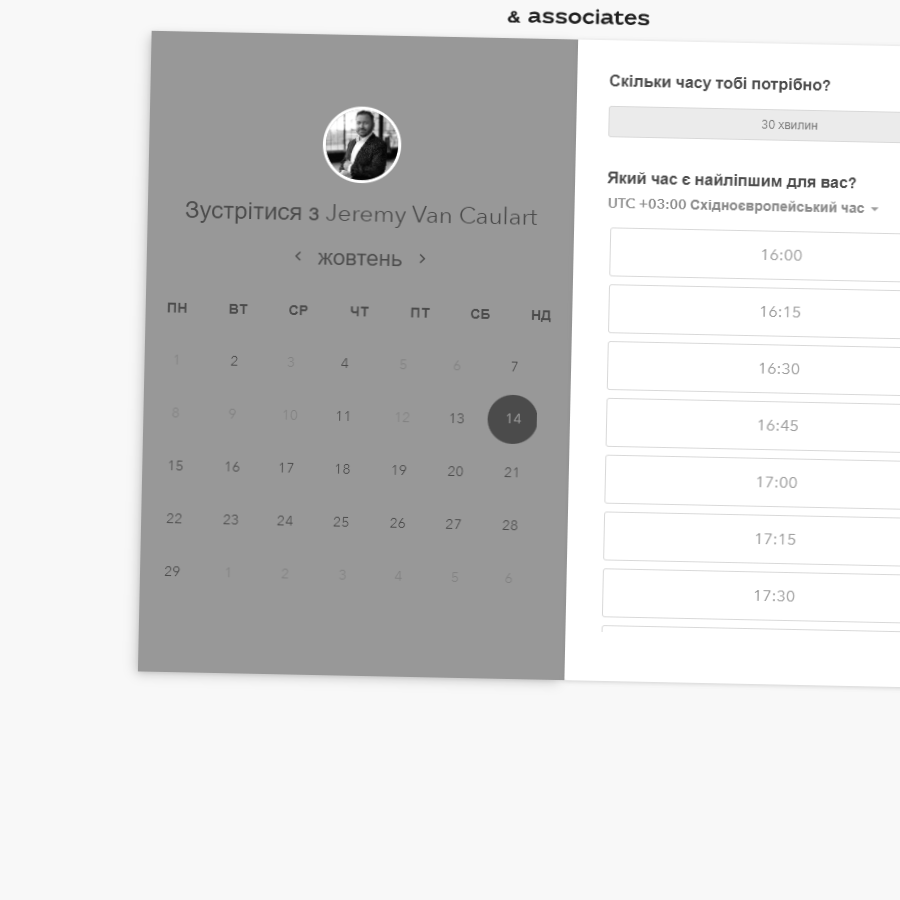 & associates
Зустрітися з Jeremy Van Caulart
жовтень
ПН ВТ СР ЧТ ПТ СБ НД
1 2 3 4 5 6 7
8 9 10 11 12 13 14
15 16 17 18 19 20 21
22 23 24 25 26 27 28
29 1 2 3 4 5 6
Скільки часу тобі потрібно?
30 хвилин
Який час є найліпшим для вас?
UTC +03:00 Східноєвропейський час
16:00
16:15
16:30
16:45
17:00
17:15
17:30